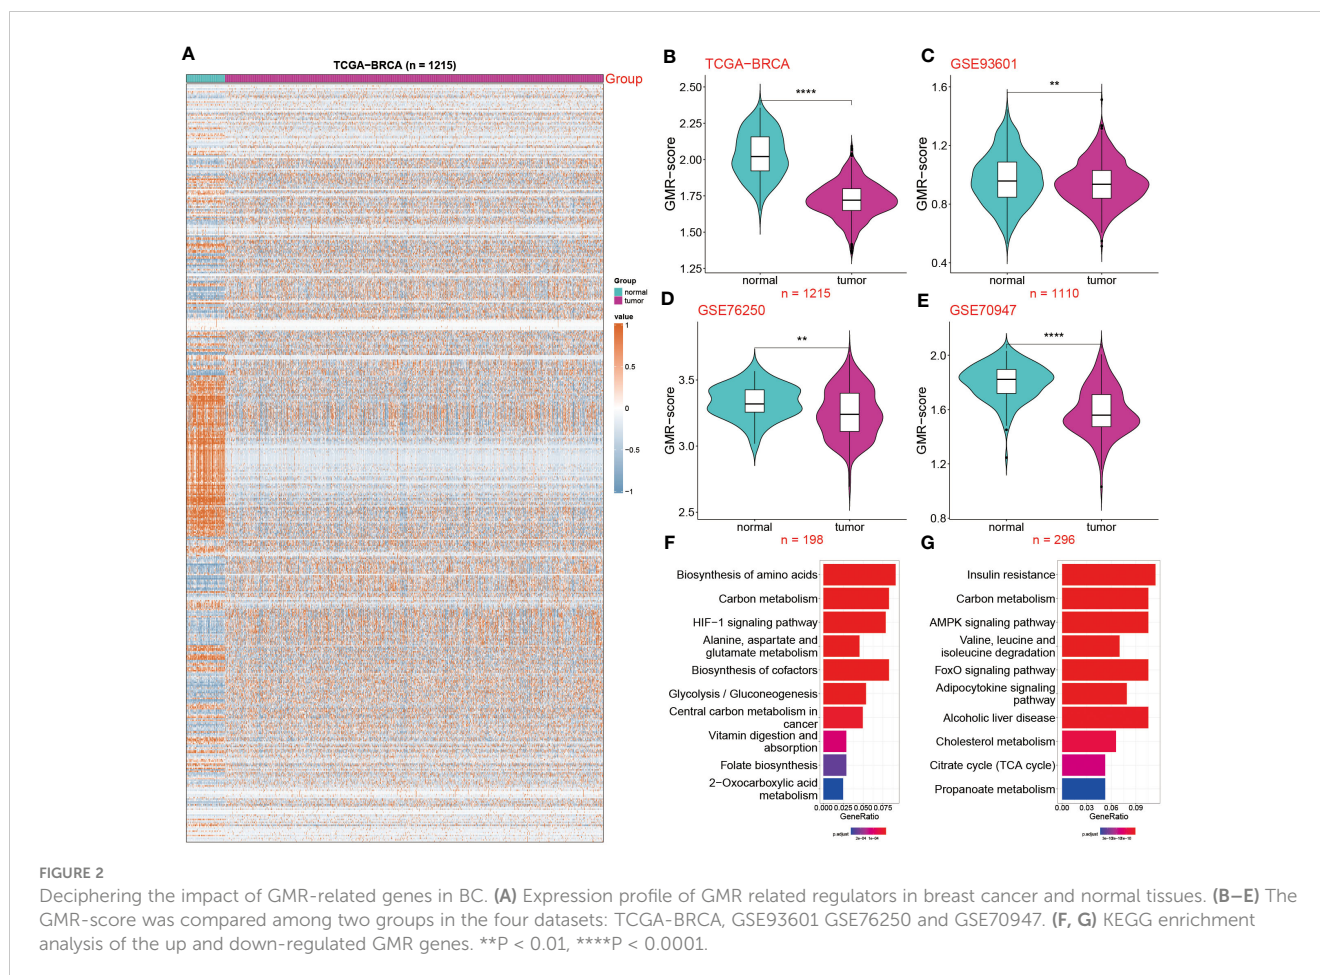 A
TCGA−BRCA (n = 1215)
Group
Group
normal
tumor
value
1
0.5
0
−0.5
−1
B
TCGA−BRCA
****
GMR−score
2.50
2.25
2.00
1.75
1.50
1.25
normal
tumor
n = 1215
C
GSE93601
**
GMR−score
1.6
1.2
0.8
0.4
normal
tumor
n = 1110
D
GSE76250
**
GMR−score
3.5
3.0
2.5
normal
tumor
n = 198
E
GSE70947
****
GMR−score
2.0
1.6
1.2
0.8
normal
tumor
n = 296
F
Biosynthesis of amino acids
Carbon metabolism
HIF−1 signaling pathway
Alanine, aspartate and
glutamate metabolism
Biosynthesis of cofactors
Glycolysis / Gluconeogenesis
Central carbon metabolism in
cancer
Vitamin digestion and
absorption
Folate biosynthesis
2−Oxocarboxylic acid
metabolism
0.000 0.025 0.050 0.075
GeneRatio
p.adjust
2e−04 1e−04
G
Insulin resistance
Carbon metabolism
AMPK signaling pathway
Valine, leucine and
isoleucine degradation
FoxO signaling pathway
Adipocytokine signaling
pathway
Alcoholic liver disease
Cholesterol metabolism
Citrate cycle (TCA cycle)
Propanoate metabolism
0.00 0.03 0.06 0.09
GeneRatio
p.adjust
FIGURE 2
Deciphering the impact of GMR-related genes in BC. (A) Expression profile of GMR related regulators in breast cancer and normal tissues. (B–E) The
GMR-score was compared among two groups in the four datasets: TCGA-BRCA, GSE93601 GSE76250 and GSE70947. (F, G) KEGG enrichment
analysis of the up and down-regulated GMR genes. **P < 0.01, ****P < 0.0001.